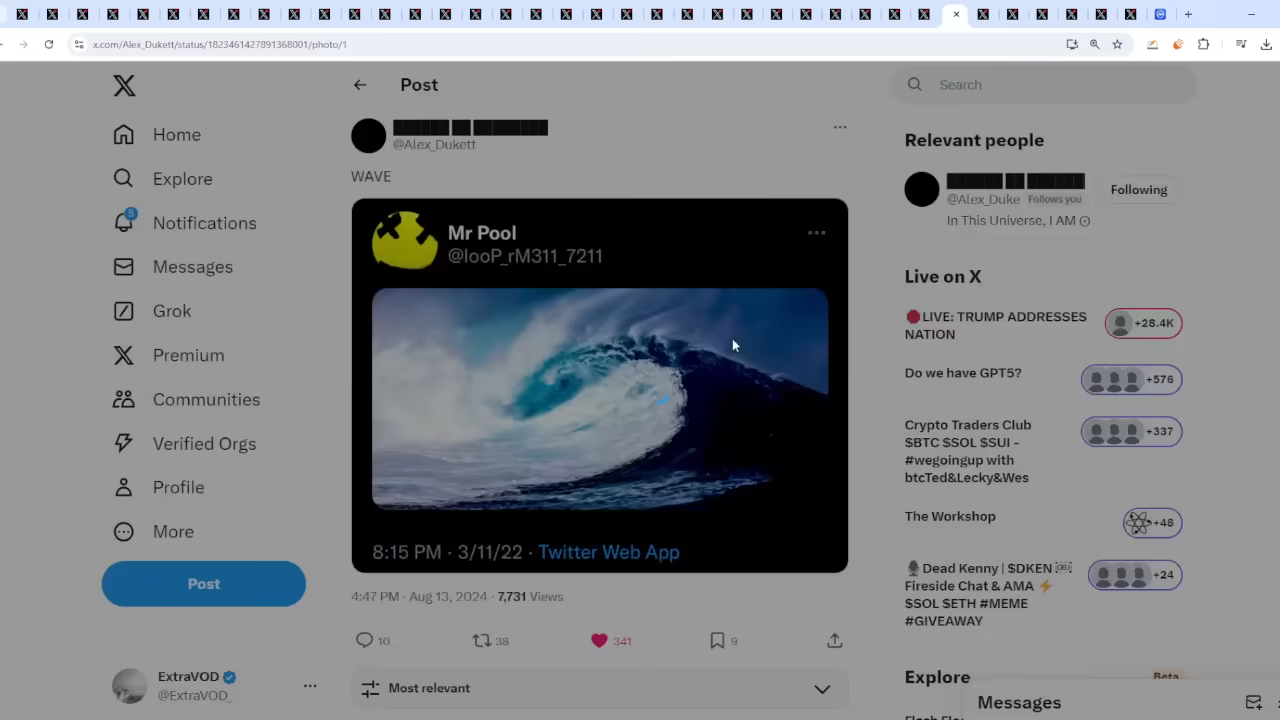 x.com/Alex_Dukett/status/1823461427891368001/photo/1
Post
Search
Home
Explore
5
Notifications
Messages
Grok
Premium
Communities
Verified Orgs
Profile
More
Post
ExtraVOD
@ExtraVOD_
@Alex_Dukett
WAVE
Mr Pool
@looP_rM311_7211
8:15 PM · 3/11/22 · Twitter Web App
4:47 PM · Aug 13, 2024 · 7,731 Views
10
38
341
9
Most relevant
Relevant people
@Alex_Duke Follows you
Following
In This Universe, I AM ⊙
Live on X
🛑LIVE: TRUMP ADDRESSES
NATION
+28.4K
Do we have GPT5?
+576
Crypto Traders Club
$BTC $SOL $SUI -
#wegoingup with
btcTed&Lecky&Wes
+337
The Workshop
+48
🎙️Dead Kenny | $DKEN
Fireside Chat & AMA ⚡
$SOL $ETH #MEME
#GIVEAWAY
+24
Explore
Beta
Messages